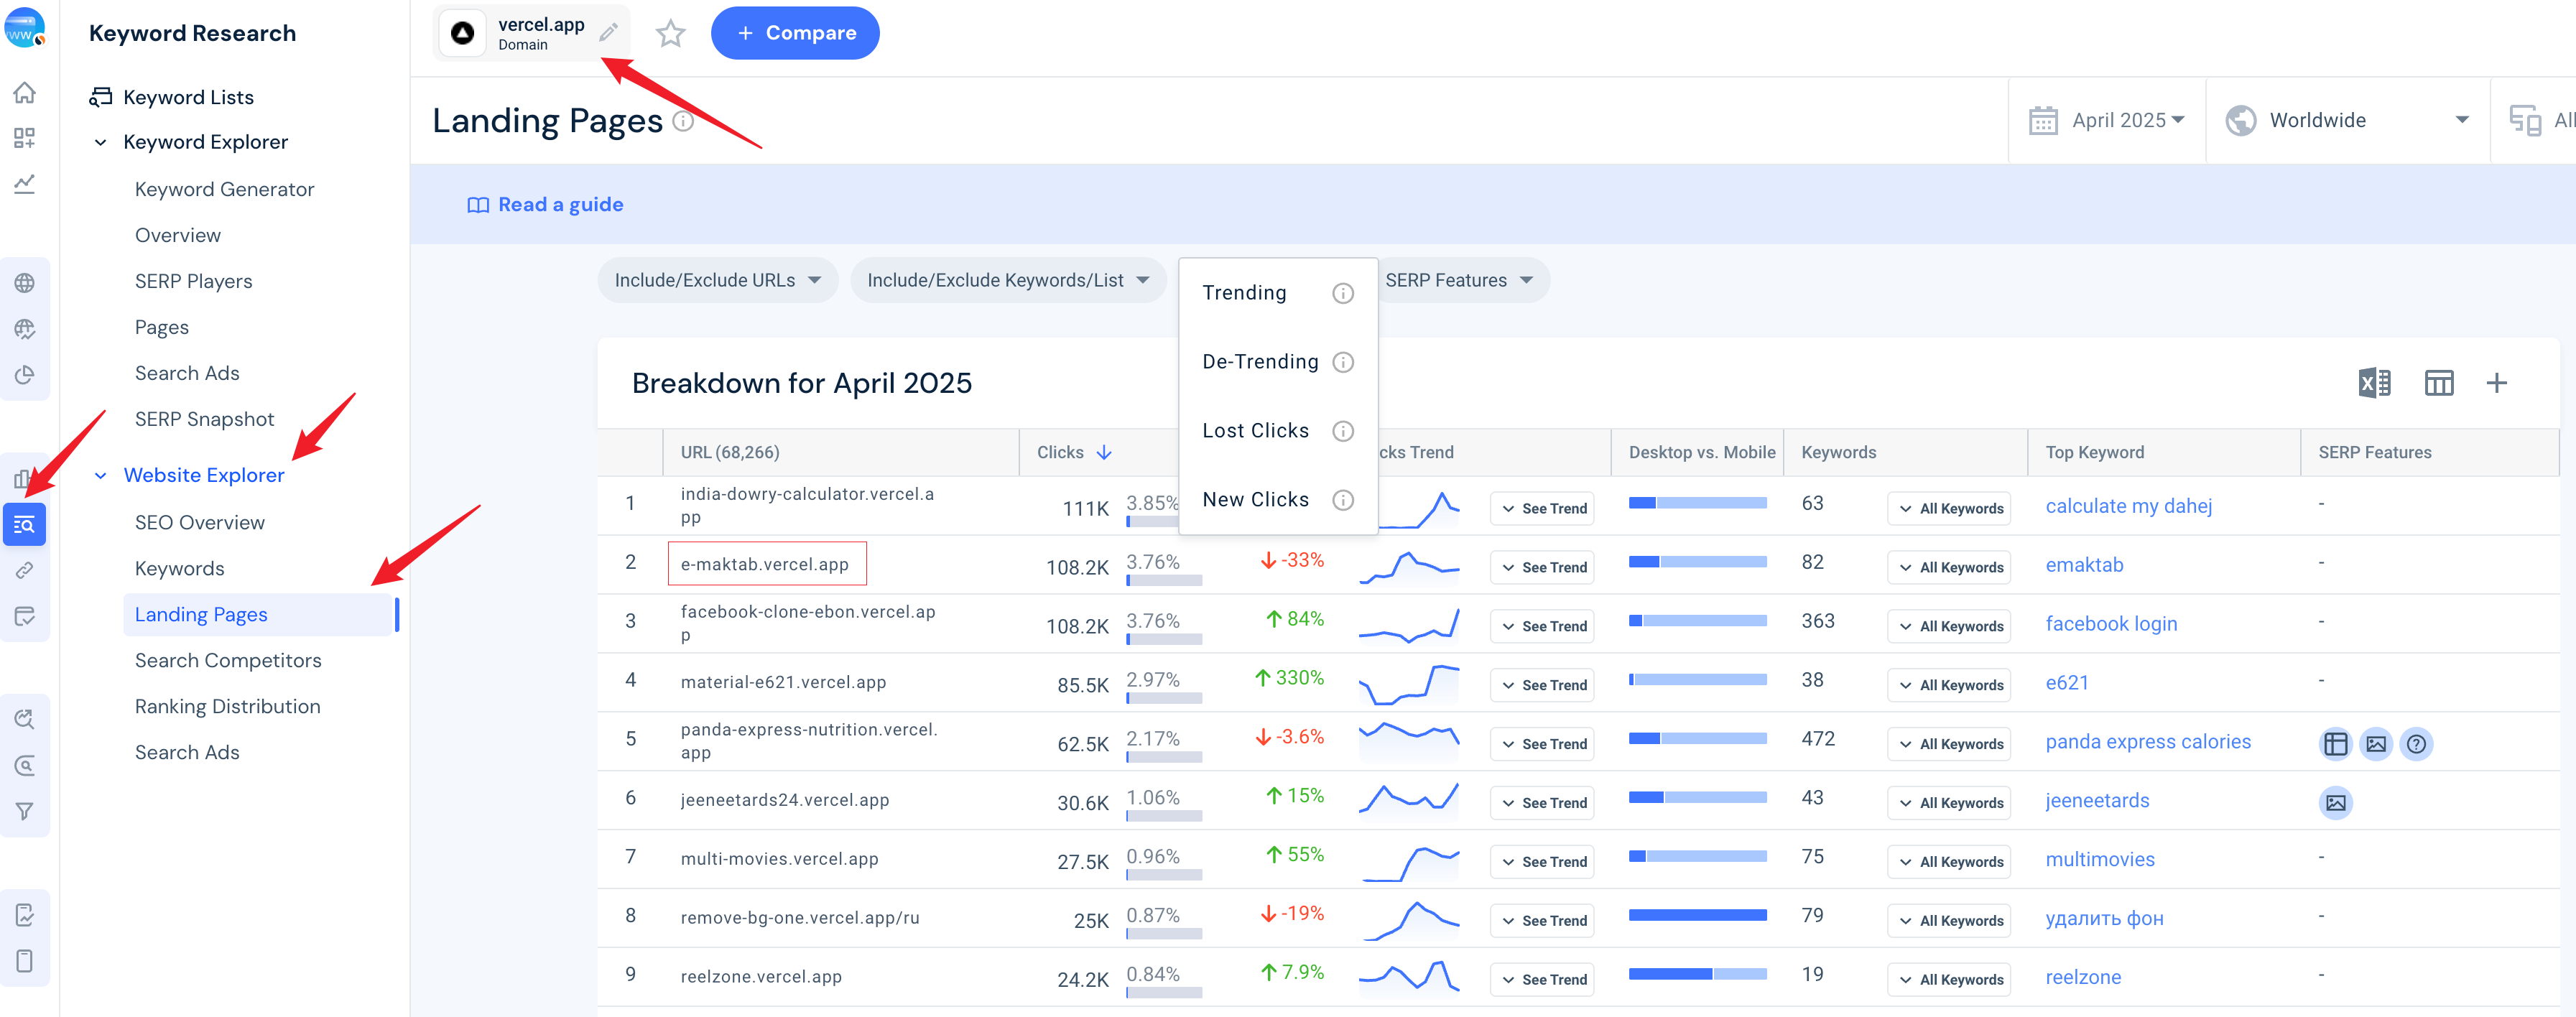 Keyword Research
Keyword Lists
Keyword Explorer
Keyword Generator
Overview
SERP Players
Pages
Search Ads
SERP Snapshot
Website Explorer
SEO Overview
Keywords
Landing Pages
Search Competitors
Ranking Distribution
Search Ads
vercel.app
Domain
+ Compare
Landing Pages
April 2025
Worldwide
All
Read a guide
Include/Exclude URLs
Include/Exclude Keywords/List
SERP Features
Trending
De-Trending
Lost Clicks
New Clicks
Breakdown for April 2025
URL (68,266) Clicks cks Trend Desktop vs. Mobile Keywords Top Keyword SERP Features
1 india-dowry-calculator.vercel.a
pp 111K 3.85% See Trend 63 All Keywords calculate my dahej -
2 e-maktab.vercel.app 108.2K 3.76% -33% See Trend 82 All Keywords emaktab -
3 facebook-clone-ebon.vercel.ap
p 108.2K 3.76% 84% See Trend 363 All Keywords facebook login -
4 material-e621.vercel.app 85.5K 2.97% 330% See Trend 38 All Keywords e621 -
5 panda-express-nutrition.vercel.
app 62.5K 2.17% -3.6% See Trend 472 All Keywords panda express calories
6 jeeneetards24.vercel.app 30.6K 1.06% 15% See Trend 43 All Keywords jeeneetards
7 multi-movies.vercel.app 27.5K 0.96% 55% See Trend 75 All Keywords multimovies -
8 remove-bg-one.vercel.app/ru 25K 0.87% -19% See Trend 79 All Keywords удалить фон -
9 reelzone.vercel.app 24.2K 0.84% 7.9% See Trend 19 All Keywords reelzone -